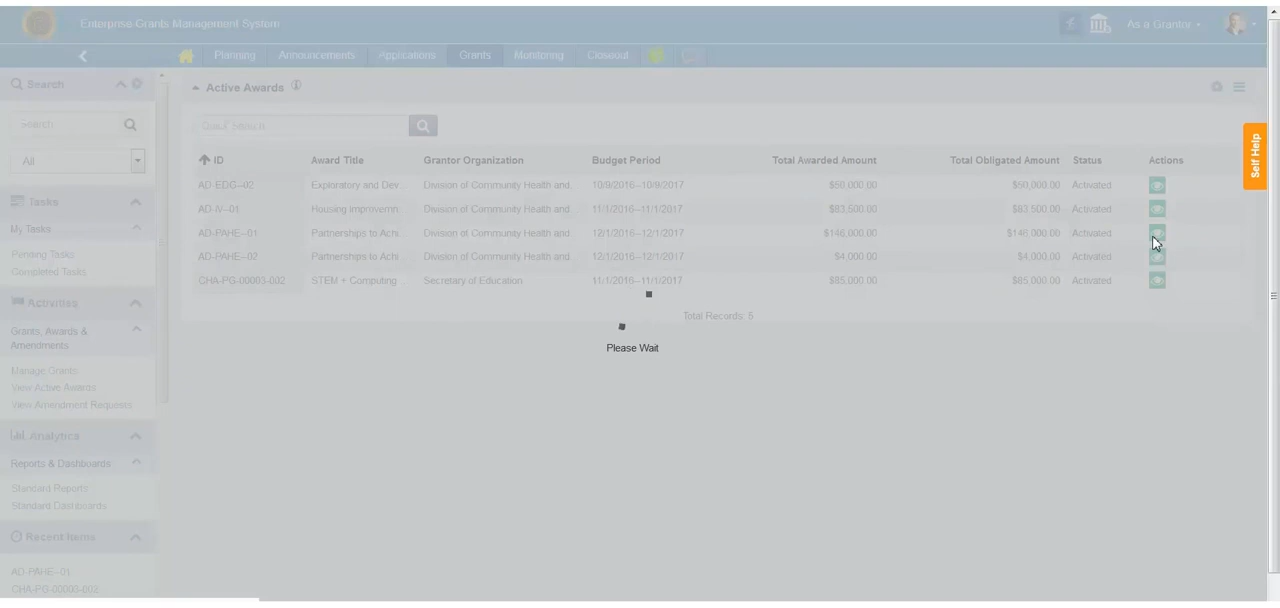 Enterprise Grants Management System
As a Grantor
Planning Announcements Applications Grants Monitoring Closeout
Search
Search
All
Tasks
My Tasks
Pending Tasks
Completed Tasks
Activities
Grants, Awards &
Amendments
Manage Grants
View Active Awards
View Amendment Requests
Analytics
Reports & Dashboards
Standard Reports
Standard Dashboards
Recent Items
AD-PAHE--01
CHA-PG-00003-002
Active Awards
Quick Search
ID Award Title Grantor Organization Budget Period Total Awarded Amount Total Obligated Amount Status Actions
AD-EDG--02 Exploratory and Dev... Division of Community Health and... 10/9/2016--10/9/2017 $50,000.00 $50,000.00 Activated
AD-IV--01 Housing Improvem... Division of Community Health and... 11/1/2016--11/1/2017 $83,500.00 $83,500.00 Activated
AD-PAHE--01 Partnerships to Achi... Division of Community Health and... 12/1/2016--12/1/2017 $146,000.00 $146,000.00 Activated
AD-PAHE--02 Partnerships to Achi... Division of Community Health and... 12/1/2016--12/1/2017 $4,000.00 $4,000.00 Activated
CHA-PG-00003-002 STEM + Computing ... Secretary of Education 11/1/2016--11/1/2017 $85,000.00 $85,000.00 Activated
Total Records: 5
Please Wait
Self Help